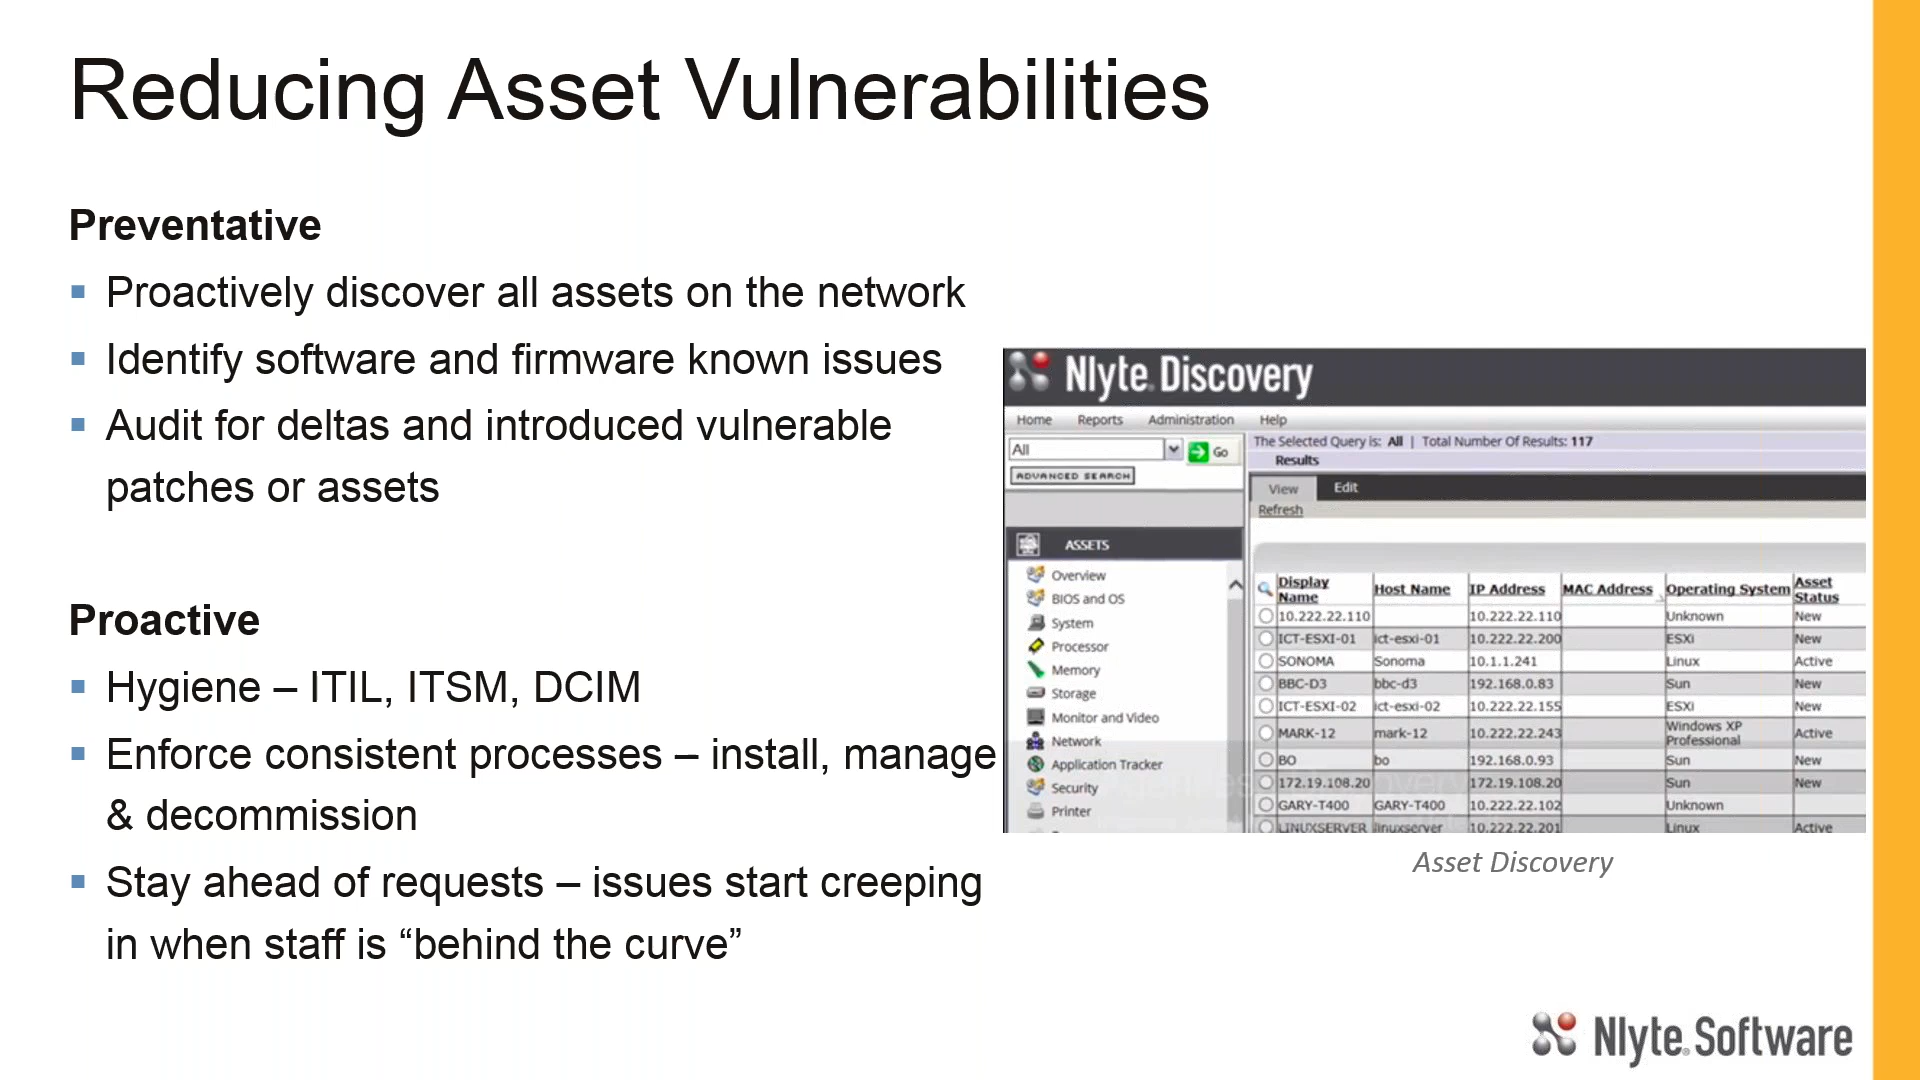 Reducing Asset Vulnerabilities
Preventative
Proactively discover all assets on the network
Identify software and firmware known issues
Audit for deltas and introduced vulnerable
patches or assets
Proactive
Hygiene – ITIL, ITSM, DCIM
Enforce consistent processes – install, manage
& decommission
Stay ahead of requests – issues start creeping
in when staff is “behind the curve”
Nlyte Discovery
Home Reports Administration Help
All Go
ADVANCED SEARCH
ASSETS
Overview
BIOS and OS
System
Processor
Memory
Storage
Monitor and Video
Network
Application Tracker
Security
Printer
The Selected Query is: All | Total Number Of Results: 117
Results
View Edit
Refresh
Display Name Host Name IP Address MAC Address Operating System Asset Status
10.222.22.110 10.222.22.110 Unknown New
ICT-ESXI-01 ict-esxi-01 10.222.22.200 ESXi New
SONOMA Sonoma 10.1.1.241 Linux Active
BBC-D3 bbc-d3 192.168.0.83 Sun New
ICT-ESXI-02 ict-esxi-02 10.222.22.155 ESXi New
MARK-12 mark-12 10.222.22.243 Windows XP Professional Active
BO bo 192.168.0.93 Sun New
172.19.108.20 172.19.108.20 Sun New
GARY-T400 GARY-T400 10.222.22.102 Unknown
LINUXSERVER linuxserver 10.222.22.201 Linux Active
Asset Discovery
Nlyte Software